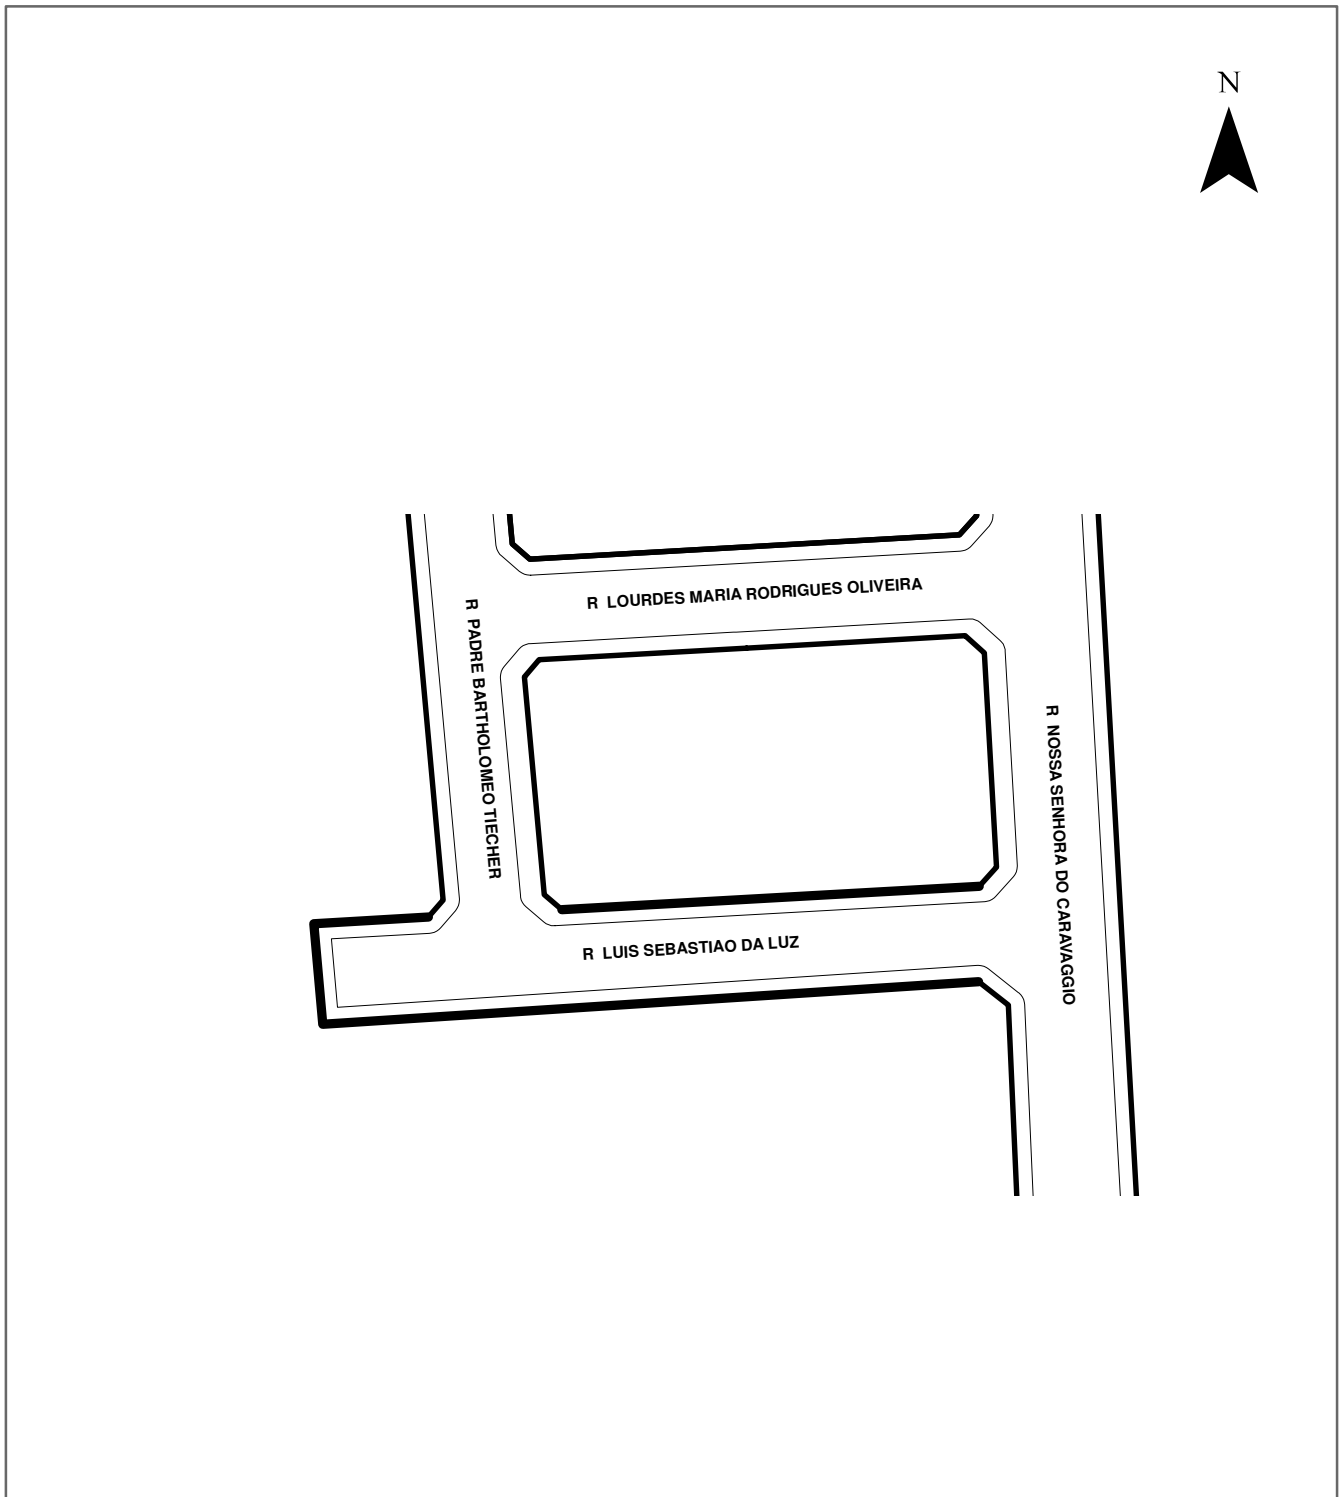 N
R LOURDES MARIA RODRIGUES OLIVEIRA
R PADRE BARTHOLOMEO TIECHER
R NOSSA SENHORA DO CARAVAGGIO
R LUIS SEBASTIAO DA LUZ